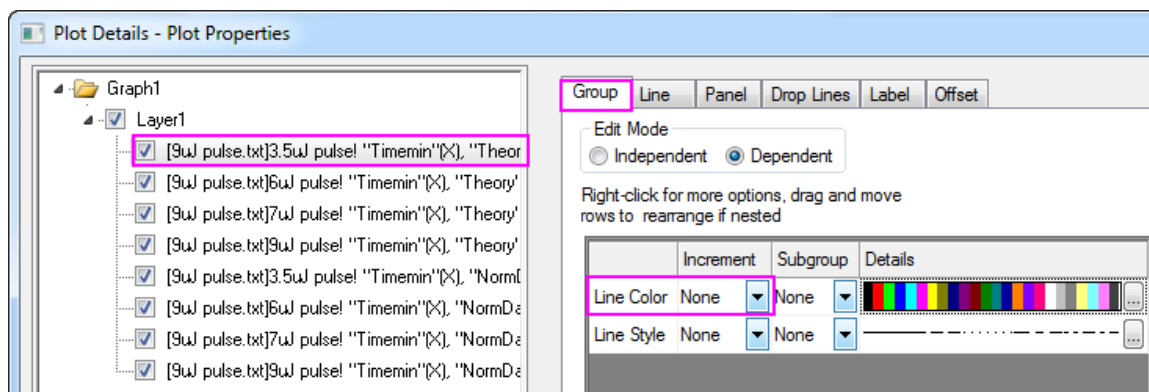 Plot Details - Plot Properties
Graph1
Layer1
[9uJ pulse.txt]3.5uJ pulse! "Timemin"(X), "Theor
[9uJ pulse.txt]6uJ pulse! "Timemin"(X), "Theory"
[9uJ pulse.txt]7uJ pulse! "Timemin"(X), "Theory"
[9uJ pulse.txt]9uJ pulse! "Timemin"(X), "Theory"
[9uJ pulse.txt]3.5uJ pulse! "Timemin"(X), "NormD
[9uJ pulse.txt]6uJ pulse! "Timemin"(X), "NormDa
[9uJ pulse.txt]7uJ pulse! "Timemin"(X), "NormDa
[9uJ pulse.txt]9uJ pulse! "Timemin"(X), "NormDa
Group Line Panel Drop Lines Label Offset
Edit Mode
Independent Dependent
Right-click for more options, drag and move
rows to rearrange if nested
Increment Subgroup Details
Line Color None None ...
Line Style None None ...